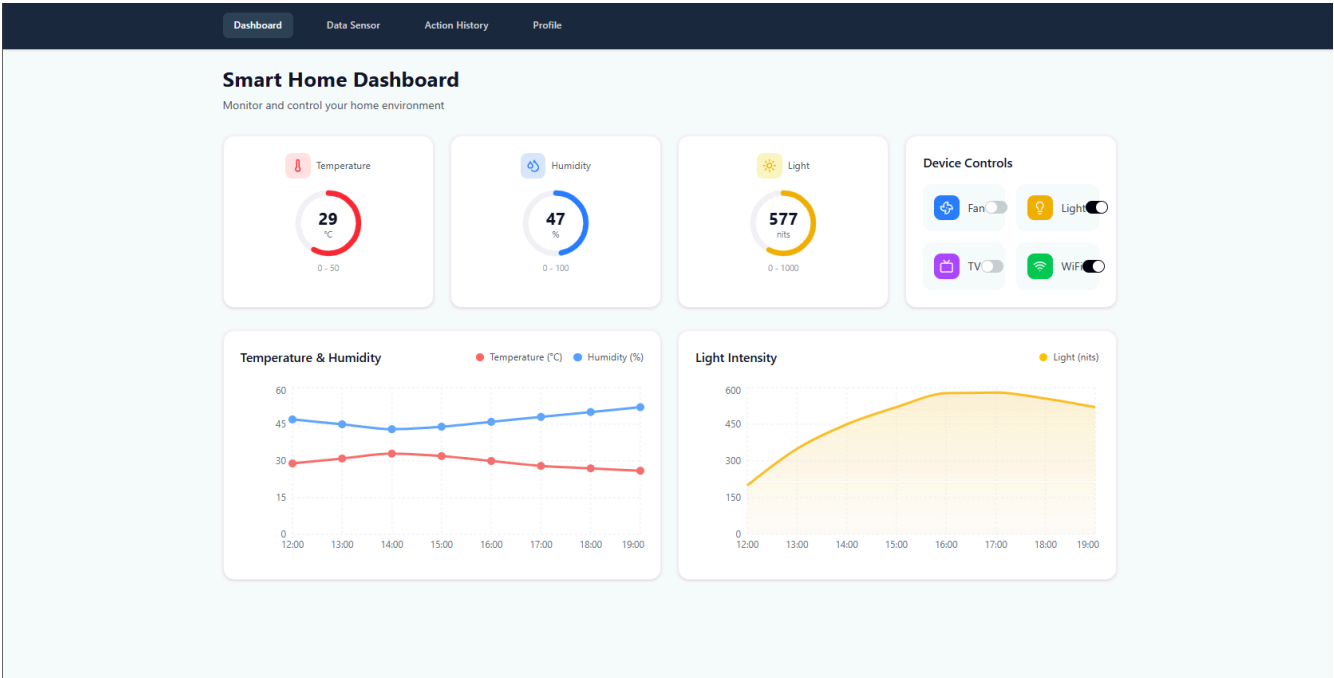 Dashboard Data Sensor Action History Profile
Smart Home Dashboard
Monitor and control your home environment
Temperature
29
°C
0 - 50
Humidity
47
%
0 - 100
Light
577
nits
0 - 1000
Device Controls
Fan
Light
TV
WiFi
Temperature & Humidity
Temperature (°C) Humidity (%)
60
45
30
15
0
12:00 13:00 14:00 15:00 16:00 17:00 18:00 19:00
Light Intensity
Light (nits)
600
450
300
150
0
12:00 13:00 14:00 15:00 16:00 17:00 18:00 19:00